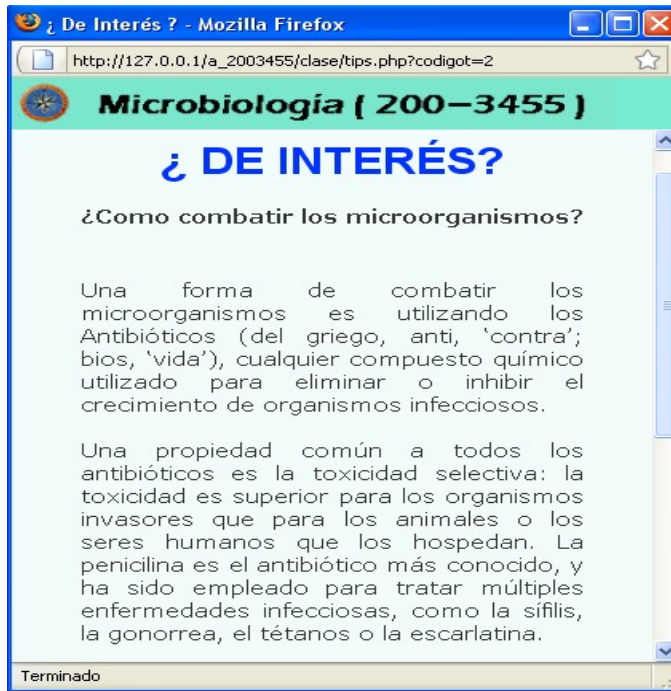 ¿ De Interés ? - Mozilla Firefox
http://127.0.0.1/a_2003455/clase/tips.php?codigot=2
Microbiología ( 200-3455 )
¿ DE INTERÉS?
¿Como combatir los microorganismos?
Una forma de combatir los
microorganismos es utilizando los
Antibióticos (del griego, anti, ‘contra’;
bios, ‘vida’), cualquier compuesto químico
utilizado para eliminar o inhibir el
crecimiento de organismos infecciosos.
Una propiedad común a todos los
antibióticos es la toxicidad selectiva: la
toxicidad es superior para los organismos
invasores que para los animales o los
seres humanos que los hospedan. La
penicilina es el antibiótico más conocido, y
ha sido empleado para tratar múltiples
enfermedades infecciosas, como la sífilis,
la gonorrea, el tétanos o la escarlatina.
Terminado